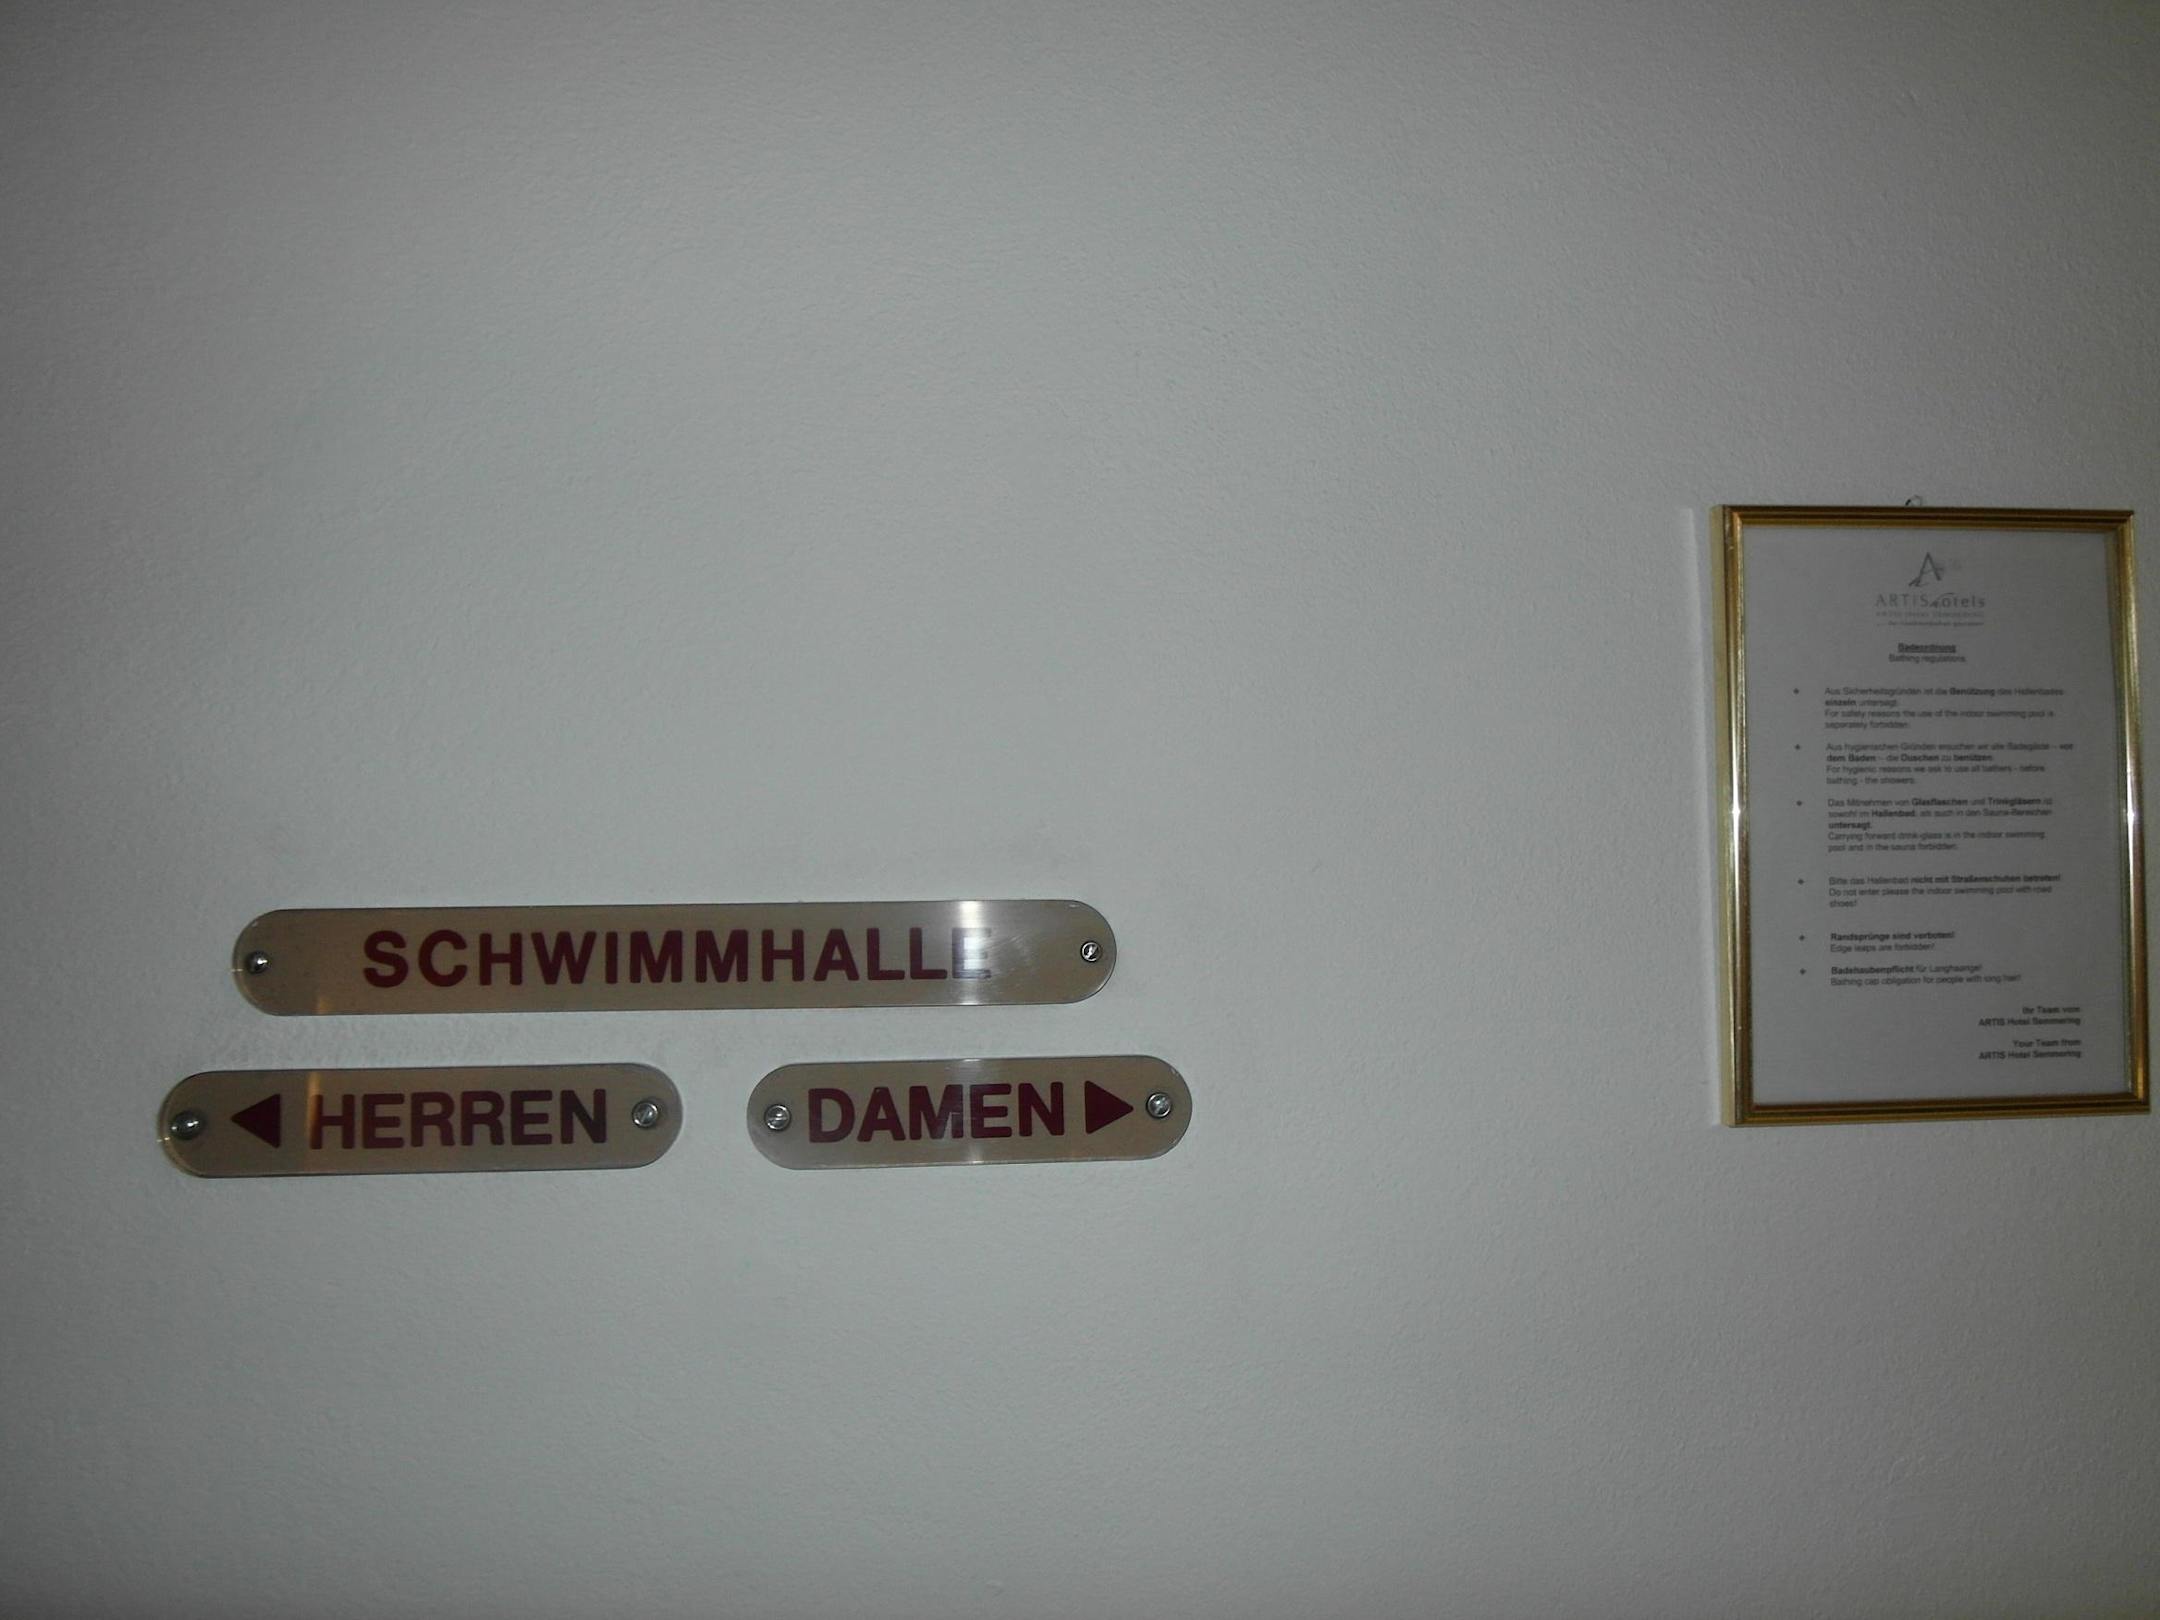 SCHWIMMHALLE
HERREN
DAMEN
A
ARTIS Hotels
Badeordnung
Bathing regulations
Aus Sicherheitsgründen ist die Benützung des Hallenbades
einzeln untersagt.
For safety reasons the use of the indoor swimming pool is
separately forbidden.
Aus hygienischen Gründen ersuchen wir alle Badegäste – vor
dem Baden – die Duschen zu benützen.
For hygienic reasons we ask to use all bathers - before
bathing - the showers.
Das Mitnehmen von Glasflaschen und Trinkgläsern ist
sowohl im Hallenbad, als auch in den Sauna-Bereichen
untersagt.
Carrying forward drink-glass is in the indoor swimming
pool and in the sauna forbidden.
Bitte das Hallenbad nicht mit Straßenschuhen betreten!
Do not enter please the indoor swimming pool with road
shoes!
Randsprünge sind verboten!
Edge leaps are forbidden!
Badehaubenpflicht für Langhaarige!
Bathing cap obligation for people with long hair!
Ihr Team vom
ARTIS Hotel Semmering
Your Team from
ARTIS Hotel Semmering